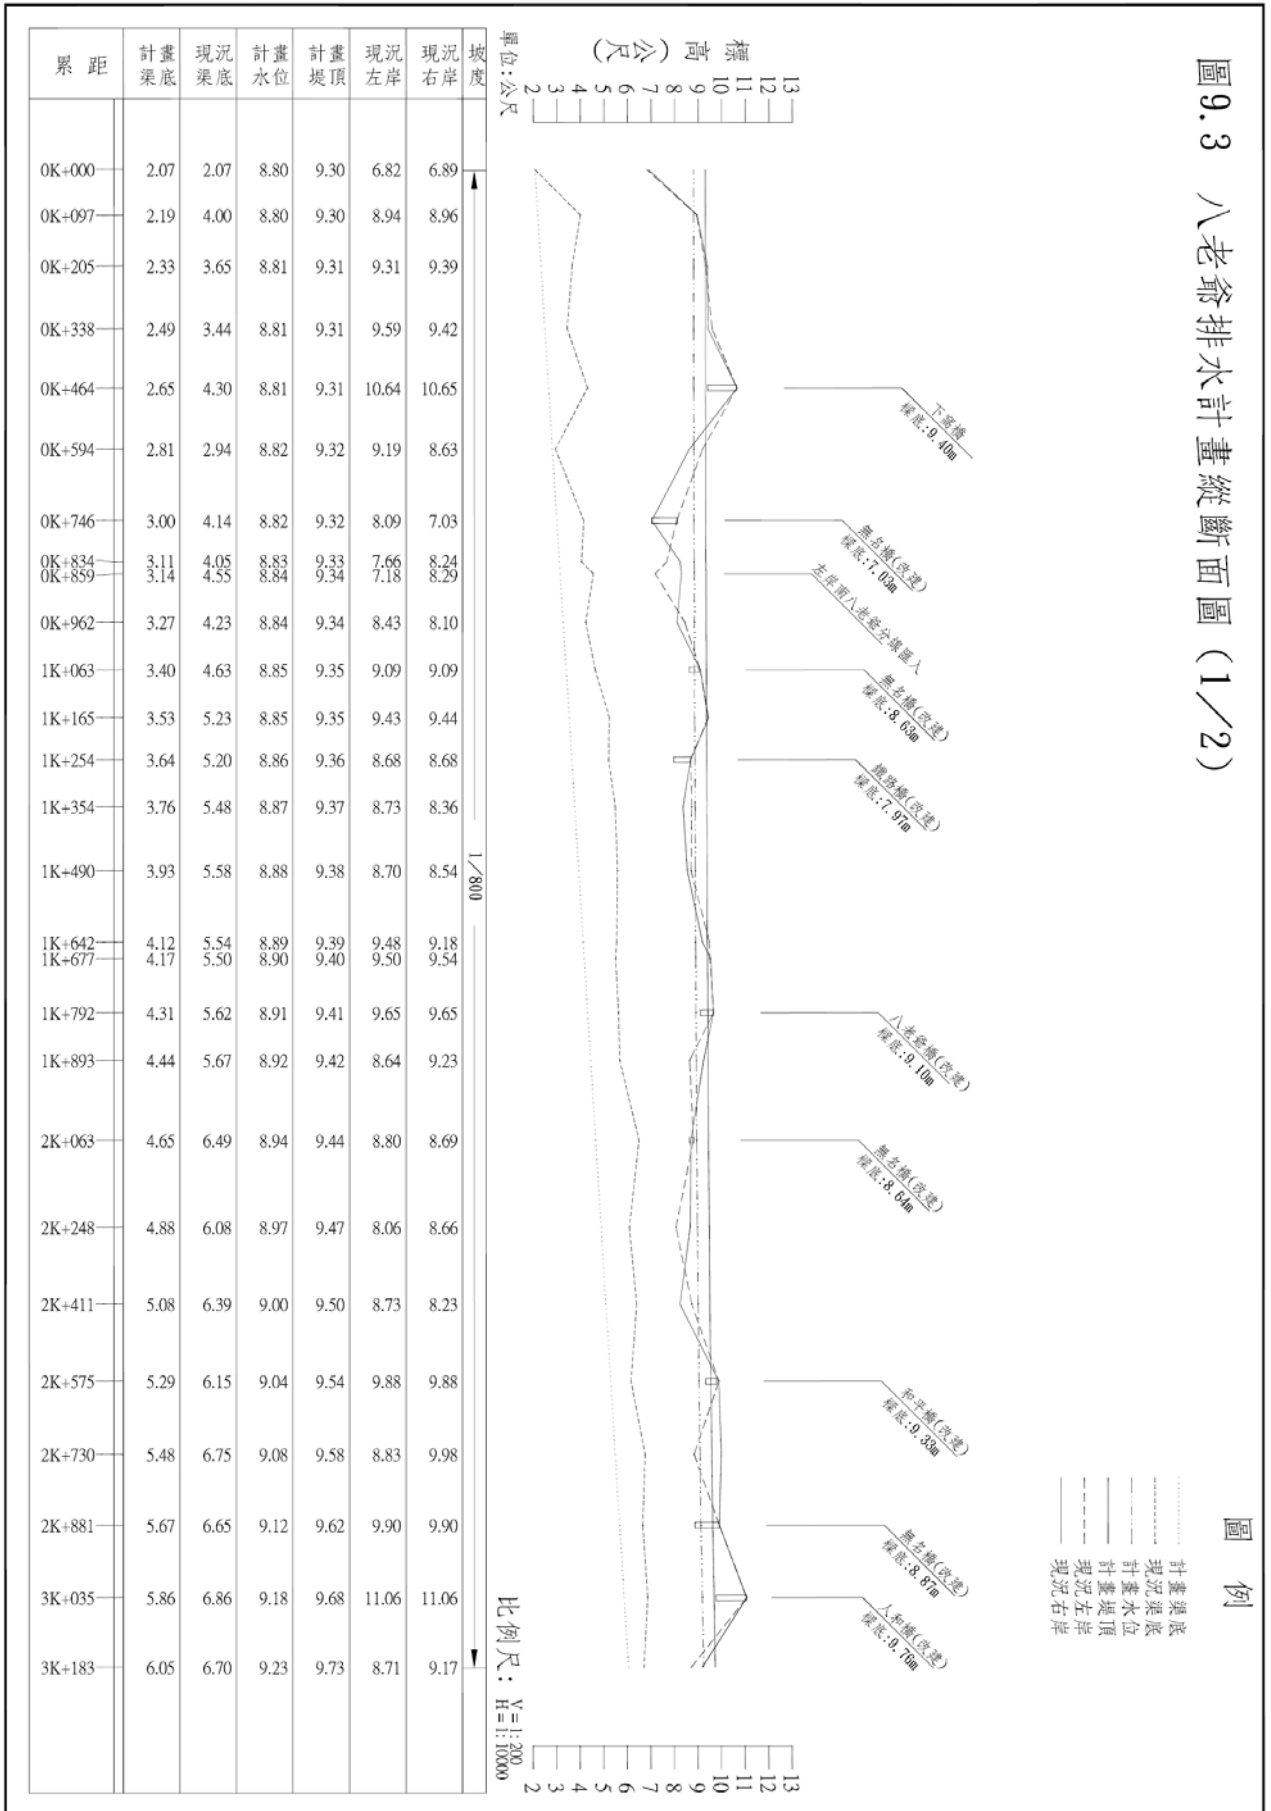 圖9.3 八老爺排水計畫縱斷面圖(1/2)
標高(公尺)
單位:公尺
13 12 11 10 9 8 7 6 5 4 3 2
累距 計畫渠底 現況渠底 計畫水位 計畫堤頂 現況左岸 現況右岸 坡度
0K+000 2.07 2.07 8.80 9.30 6.82 6.89
0K+097 2.19 4.00 8.80 9.30 8.94 8.96
0K+205 2.33 3.65 8.81 9.31 9.31 9.39
0K+338 2.49 3.44 8.81 9.31 9.59 9.42
0K+464 2.65 4.30 8.81 9.31 10.64 10.65
0K+594 2.81 2.94 8.82 9.32 9.19 8.63
0K+746 3.00 4.14 8.82 9.32 8.09 7.03
0K+834 3.11 4.05 8.83 9.33 7.66 8.24
0K+859 3.14 4.55 8.84 9.34 7.18 8.29
0K+962 3.27 4.23 8.84 9.34 8.43 8.10
1K+063 3.40 4.63 8.85 9.35 9.09 9.09
1K+165 3.53 5.23 8.85 9.35 9.43 9.44
1K+254 3.64 5.20 8.86 9.36 8.68 8.68
1K+354 3.76 5.48 8.87 9.37 8.73 8.36
1K+490 3.93 5.58 8.88 9.38 8.70 8.54
1K+642 4.12 5.54 8.89 9.39 9.48 9.18
1K+677 4.17 5.50 8.90 9.40 9.50 9.54
1K+792 4.31 5.62 8.91 9.41 9.65 9.65
1K+893 4.44 5.67 8.92 9.42 8.64 9.23
2K+063 4.65 6.49 8.94 9.44 8.80 8.69
2K+248 4.88 6.08 8.97 9.47 8.06 8.66
2K+411 5.08 6.39 9.00 9.50 8.73 8.23
2K+575 5.29 6.15 9.04 9.54 9.88 9.88
2K+730 5.48 6.75 9.08 9.58 8.83 9.98
2K+881 5.67 6.65 9.12 9.62 9.90 9.90
3K+035 5.86 6.86 9.18 9.68 11.06 11.06
3K+183 6.05 6.70 9.23 9.73 8.71 9.17
1/800
下寮橋
樑底:9.40m
無名橋(改建)
樑底:7.03m
左岸南八老爺分線匯入
無名橋(改建)
樑底:8.63m
鐵路橋(改建)
樑底:7.97m
八老爺橋(改建)
樑底:9.10m
無名橋(改建)
樑底:8.64m
和平橋(改建)
樑底:9.33m
無名橋(改建)
樑底:8.87m
人和橋(改建)
樑底:9.76m
圖例
計畫渠底
現況渠底
計畫水位
計畫堤頂
現況左岸
現況右岸
比例尺:
V=1:200
H=1:10000
13 12 11 10 9 8 7 6 5 4 3 2